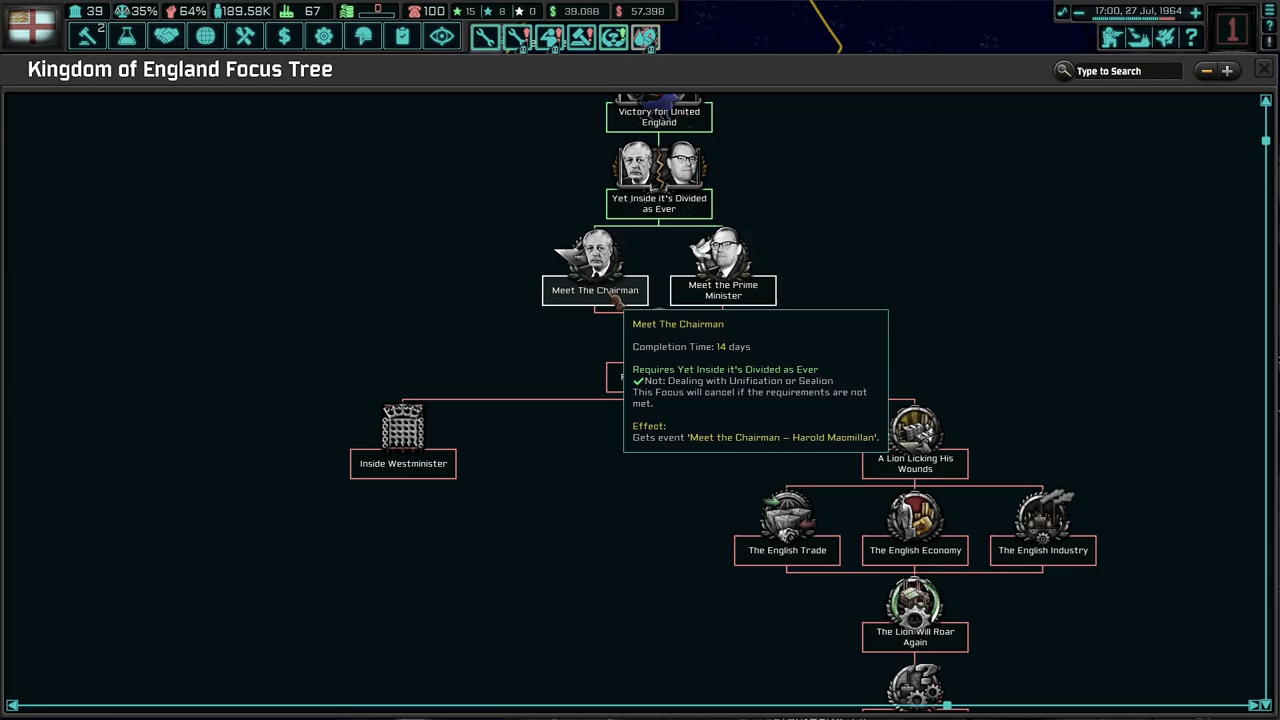 39 35% 64% 189.58K 67 100 15 8 0 $ 39.08B $ 57.39B
17:00, 27 Jul, 1964
2
1
Kingdom of England Focus Tree
Type to Search
Victory for United
England
Yet Inside it's Divided
as Ever
Meet The Chairman
Meet the Prime
Minister
Meet The Chairman
Completion Time: 14 days
Requires Yet Inside it's Divided as Ever
Not: Dealing with Unification or Sealion
This Focus will cancel if the requirements are not
met.
Effect:
Gets event 'Meet the Chairman – Harold Macmillan'.
Inside Westminister
A Lion Licking His
Wounds
The English Trade
The English Economy
The English Industry
The Lion Will Roar
Again